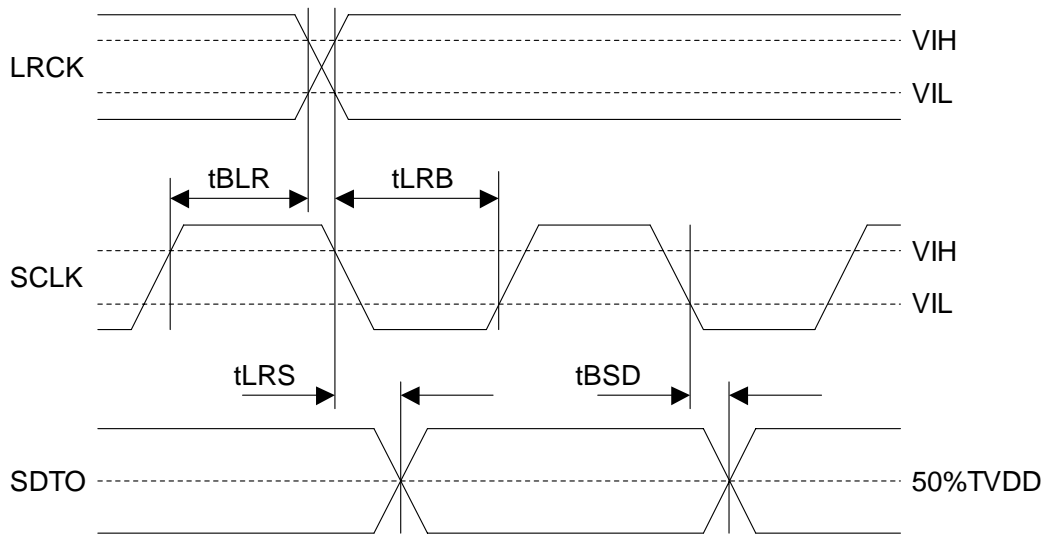 LRCK
VIH
VIL
tBLR
tLRB
SCLK
VIH
VIL
tLRS
tBSD
SDTO
50%TVDD